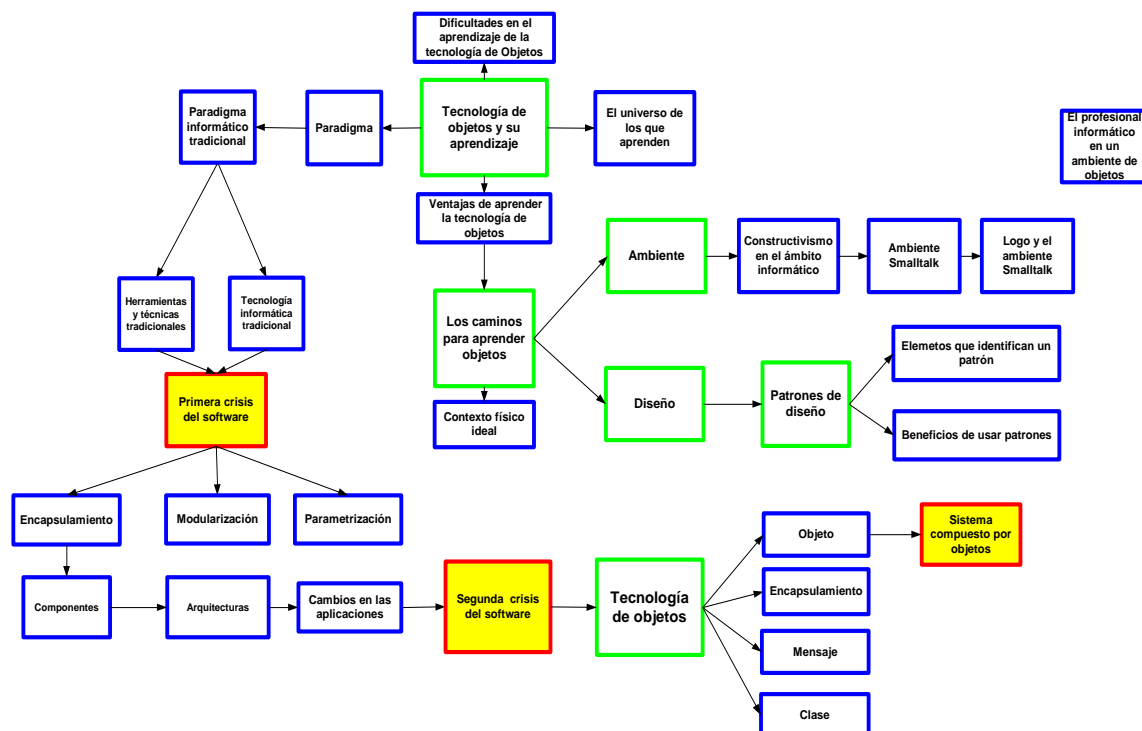 Dificultades en el
aprendizaje de la
tecnología de Objetos
Tecnología de
objetos y su
aprendizaje
El universo de
los que
aprenden
Paradigma
Paradigma
informático
tradicional
El profesional
informático
en un
ambiente de
objetos
Ventajas de aprender
la tecnología de
objetos
Ambiente
Constructivismo
en el ámbito
informático
Ambiente
Smalltalk
Logo y el
ambiente
Smalltalk
Herramientas
y técnicas
tradicionales
Tecnología
informática
tradicional
Los caminos
para aprender
objetos
Elemetos que identifican un
patrón
Primera crisis
del software
Contexto físico
ideal
Diseño
Patrones de
diseño
Beneficios de usar patrones
Encapsulamiento
Modularización
Parametrización
Objeto
Sistema
compuesto por
objetos
Componentes
Arquitecturas
Cambios en las
aplicaciones
Segunda crisis
del software
Tecnología
de objetos
Encapsulamiento
Mensaje
Clase